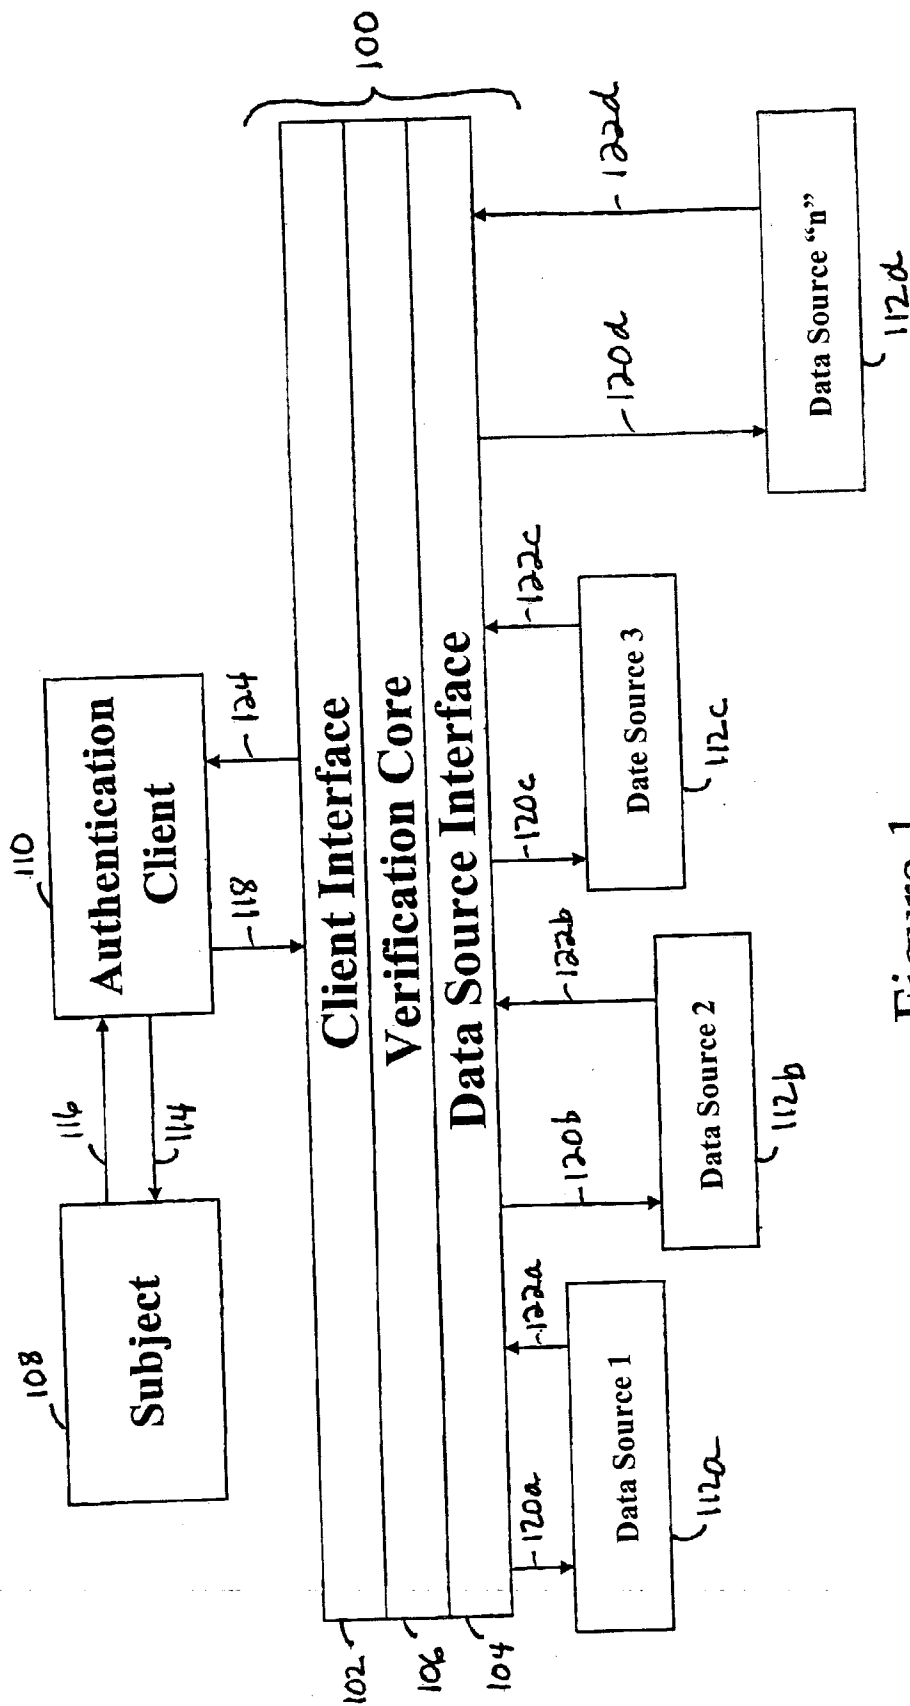 108
116
110
Subject
114
Authentication
Client
118
124
100
102
Client Interface
106
Verification Core
104
Data Source Interface
120a
122a
120b
122b
120c
122c
120d
122d
Data Source 1
112a
Data Source 2
112b
Date Source 3
112c
Data Source "n"
112d
Figure 1